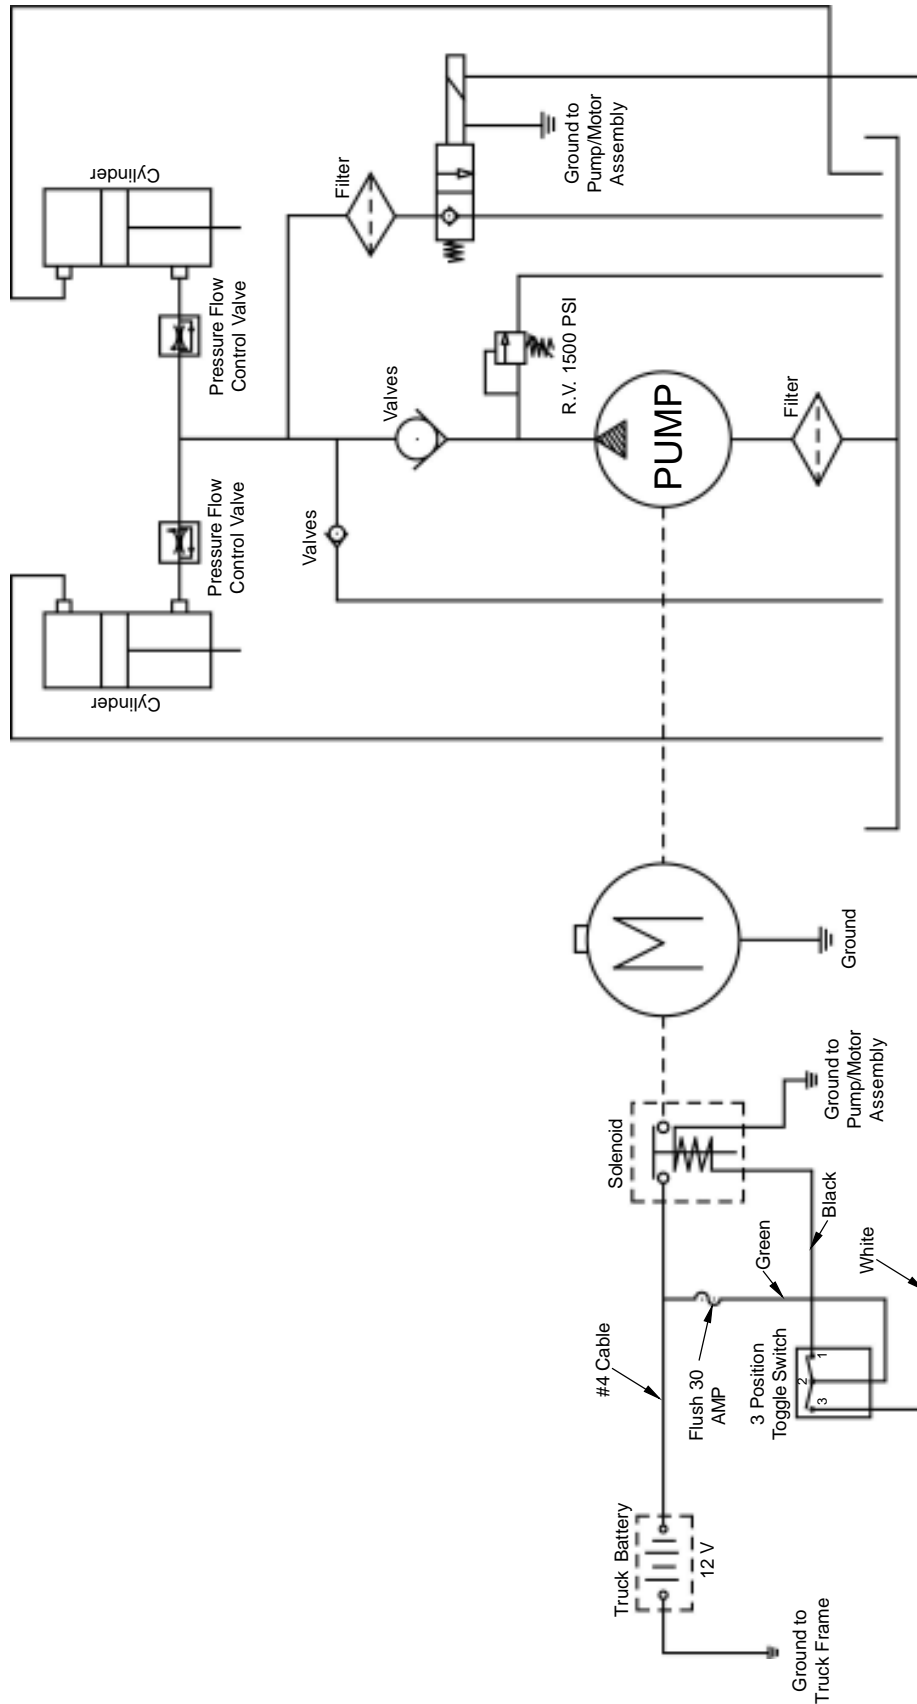 Cylinder
Pressure Flow
Control Valve
Filter
Ground to
Pump/Motor
Assembly
Valves
R.V. 1500 PSI
PUMP
Filter
Pressure Flow
Control Valve
Valves
Cylinder
M
Ground
Solenoid
Ground to
Pump/Motor
Assembly
Black
White
Green
#4 Cable
Flush 30
AMP
3 Position
Toggle Switch
1
2
3
Truck Battery
12 V
Ground to
Truck Frame